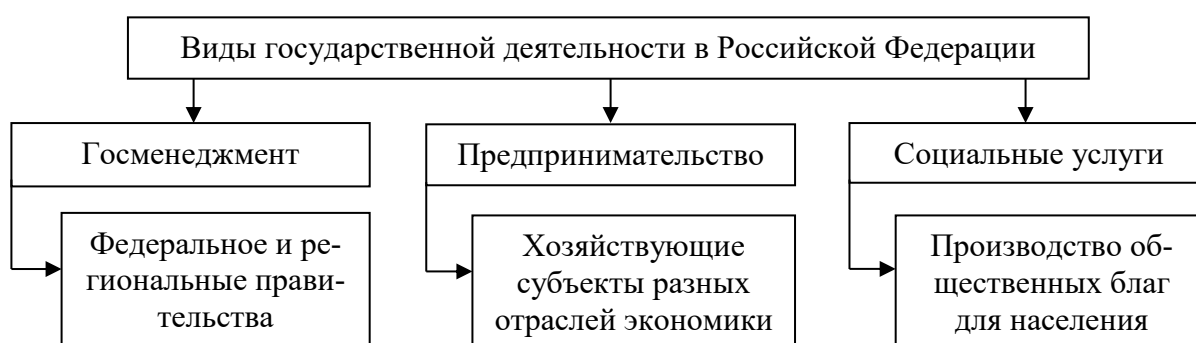 Виды государственной деятельности в Российской Федерации
Госменеджмент
Предпринимательство
Социальные услуги
Федеральное и ре-
гиональные прави-
тельства
Хозяйствующие
субъекты разных
отраслей экономики
Производство об-
щественных благ
для населения